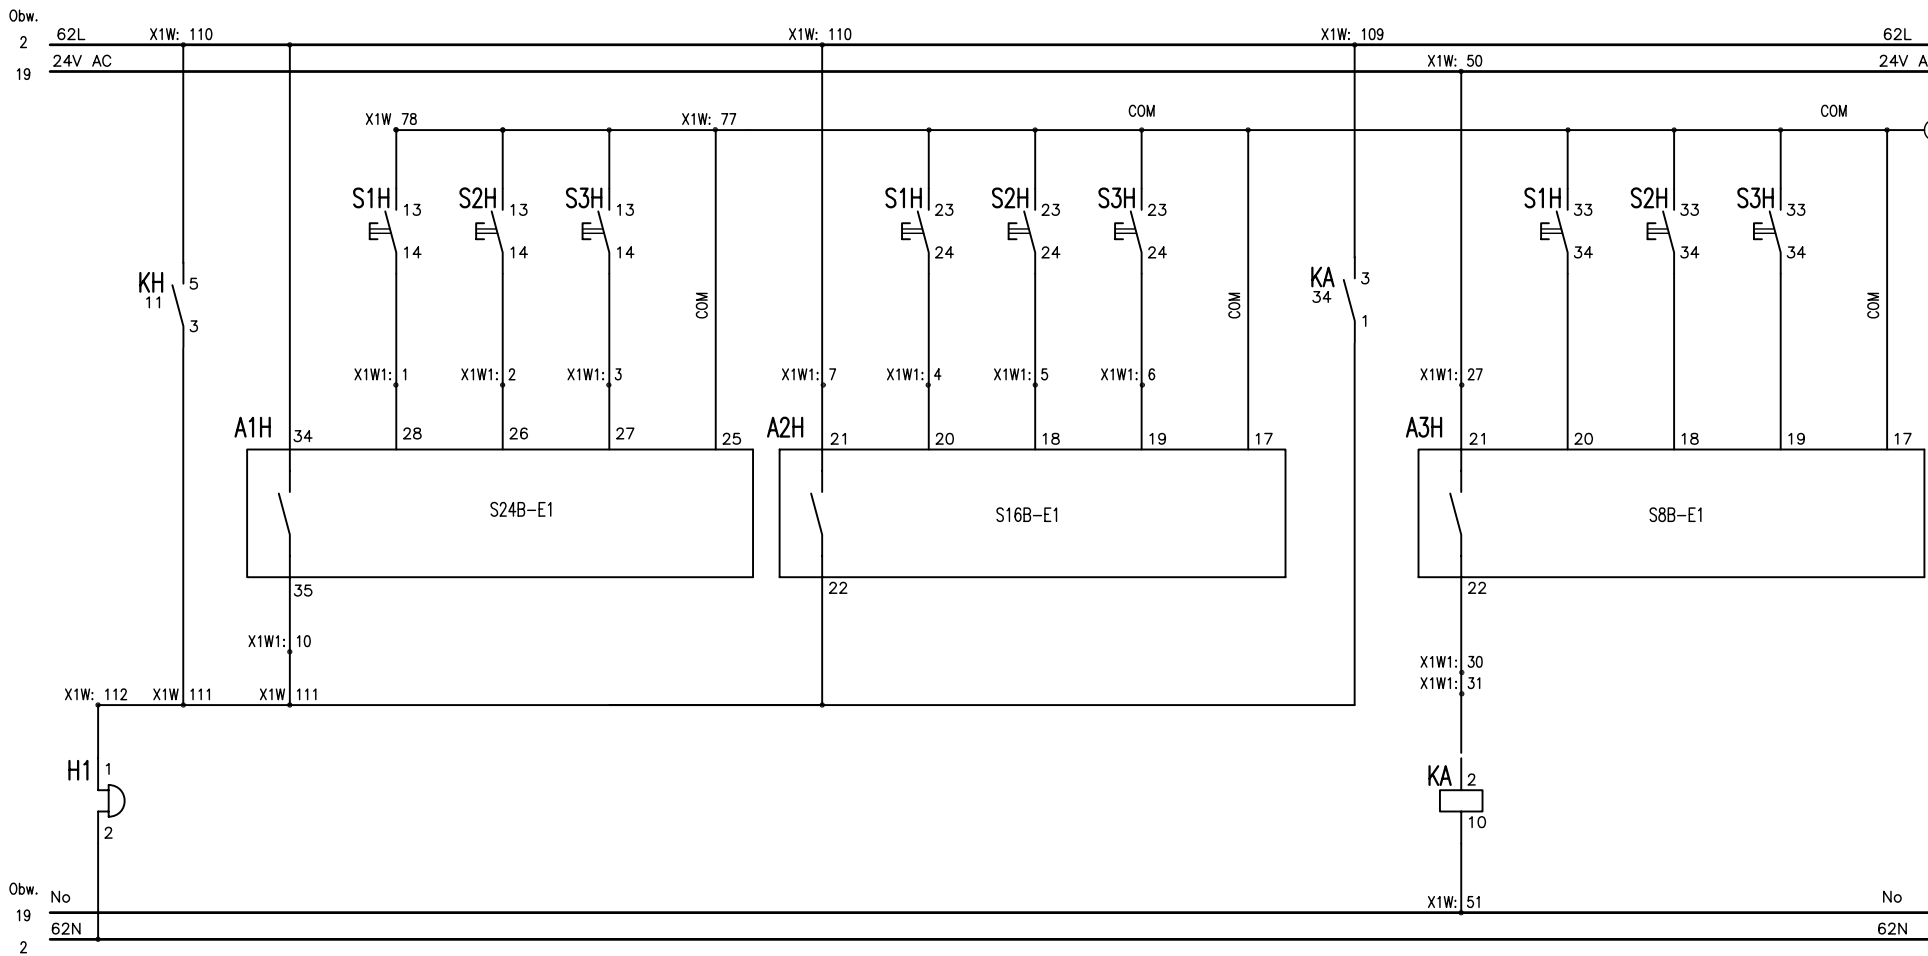 Obw.
2 62L X1W: 110 X1W: 110 X1W: 109 62L
19 24V AC X1W: 50 24V A
X1W 78 X1W: 77 COM COM
S1H 13 S2H 13 S3H 13 S1H 23 S2H 23 S3H 23 S1H 33 S2H 33 S3H 33
14 14 14 24 24 24 34 34 34
KH 5 KA 3
11 34
3 1
COM COM COM
X1W1: 1 X1W1: 2 X1W1: 3 X1W1: 7 X1W1: 4 X1W1: 5 X1W1: 6 X1W1: 27
A1H 34 28 26 27 25 A2H 21 20 18 19 17 A3H 21 20 18 19 17
S24B-E1 S16B-E1 S8B-E1
35 22 22
X1W1: 10
X1W1: 30
X1W1: 31
X1W: 112 X1W 111 X1W 111
H1 1 KA 2
2 10
Obw.
19 No X1W: 51 No
2 62N 62N